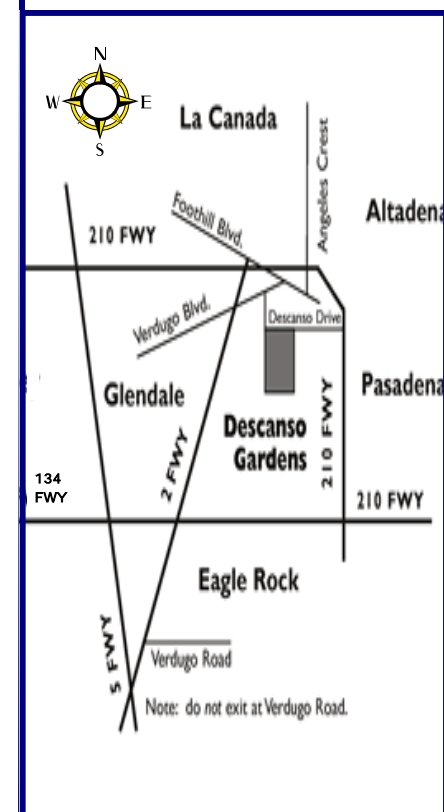 N
W E
S
La Canada
Angeles Crest
Foothill Blvd.
Altadena
210 FWY
Verdugo Blvd.
Descanso Drive
Glendale
Pasadena
Descanso
Gardens
210 FWY
2 FWY
134
FWY
210 FWY
Eagle Rock
5 FWY
Verdugo Road
Note: do not exit at Verdugo Road.